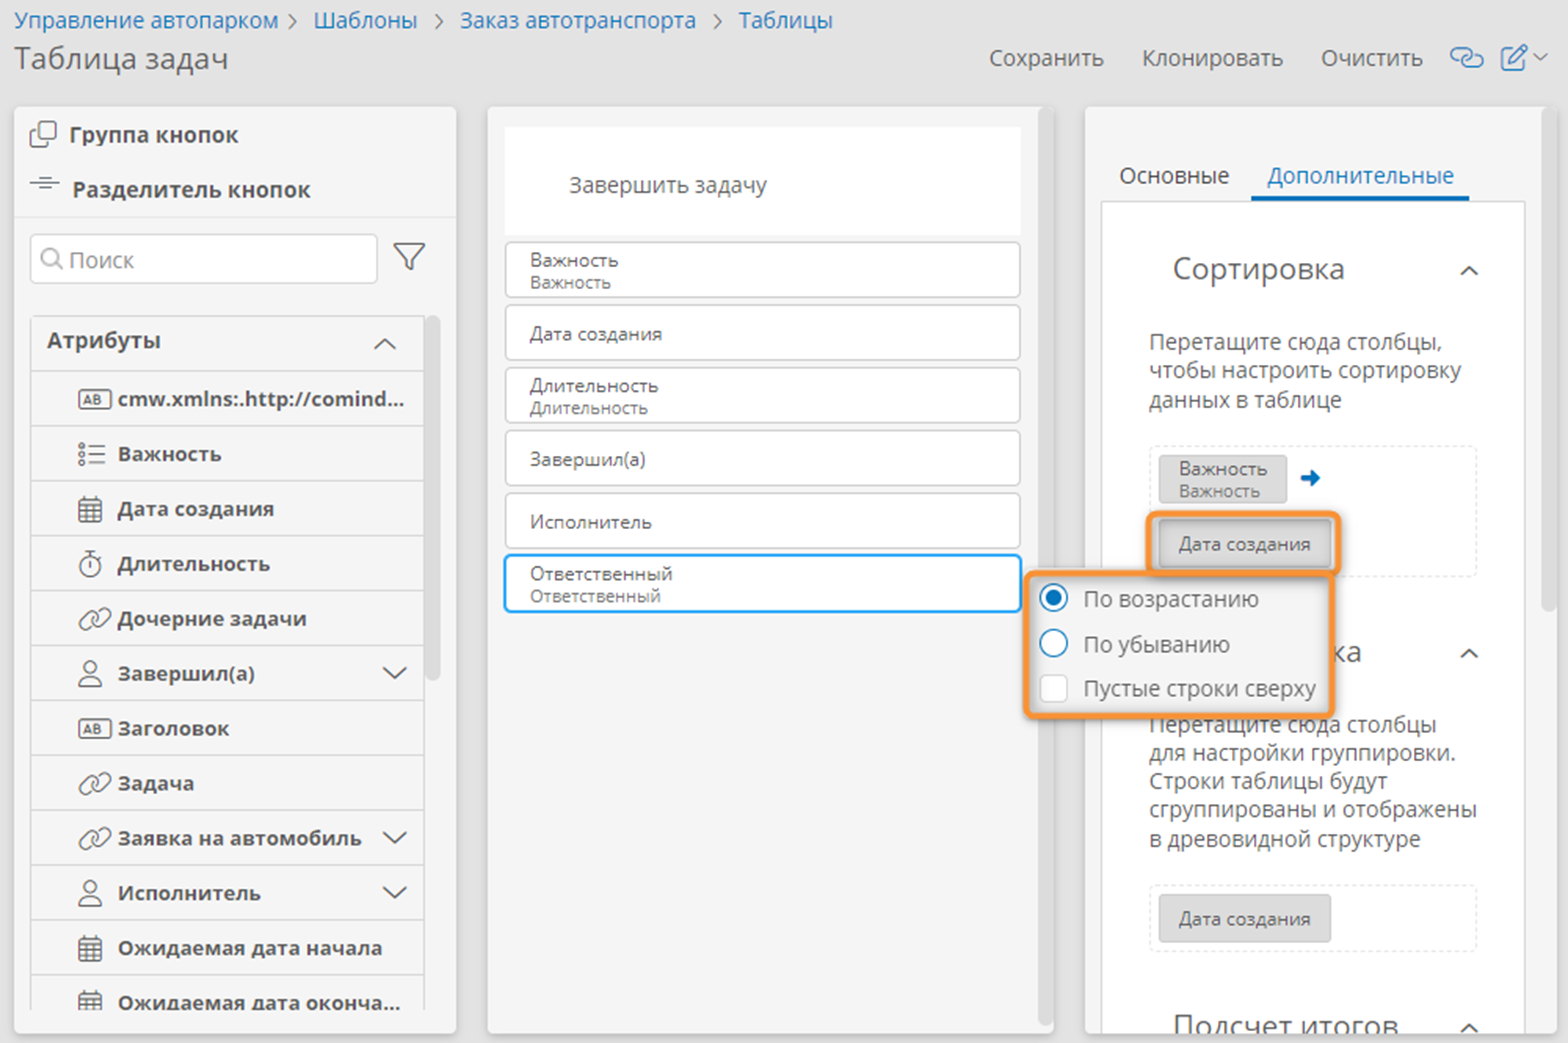 Управление автопарком > Шаблоны > Заказ автотранспорта > Таблицы
Таблица задач
Сохранить Клонировать Очистить
Группа кнопок
Разделитель кнопок
Поиск
Атрибуты
AB cmw.xmlns:.http://comind...
Важность
Дата создания
Длительность
Дочерние задачи
Завершил(а)
AB Заголовок
Задача
Заявка на автомобиль
Исполнитель
Ожидаемая дата начала
Ожидаемая дата оконча...
Завершить задачу
Важность
Важность
Дата создания
Длительность
Длительность
Завершил(а)
Исполнитель
Ответственный
Ответственный
Основные Дополнительные
Сортировка
Перетащите сюда столбцы,
чтобы настроить сортировку
данных в таблице
Важность
Важность
Дата создания
По возрастанию
По убыванию
Пустые строки сверху
ка
Перетащите сюда столбцы
для настройки группировки.
Строки таблицы будут
сгруппированы и отображены
в древовидной структуре
Дата создания
Подсчет итогов